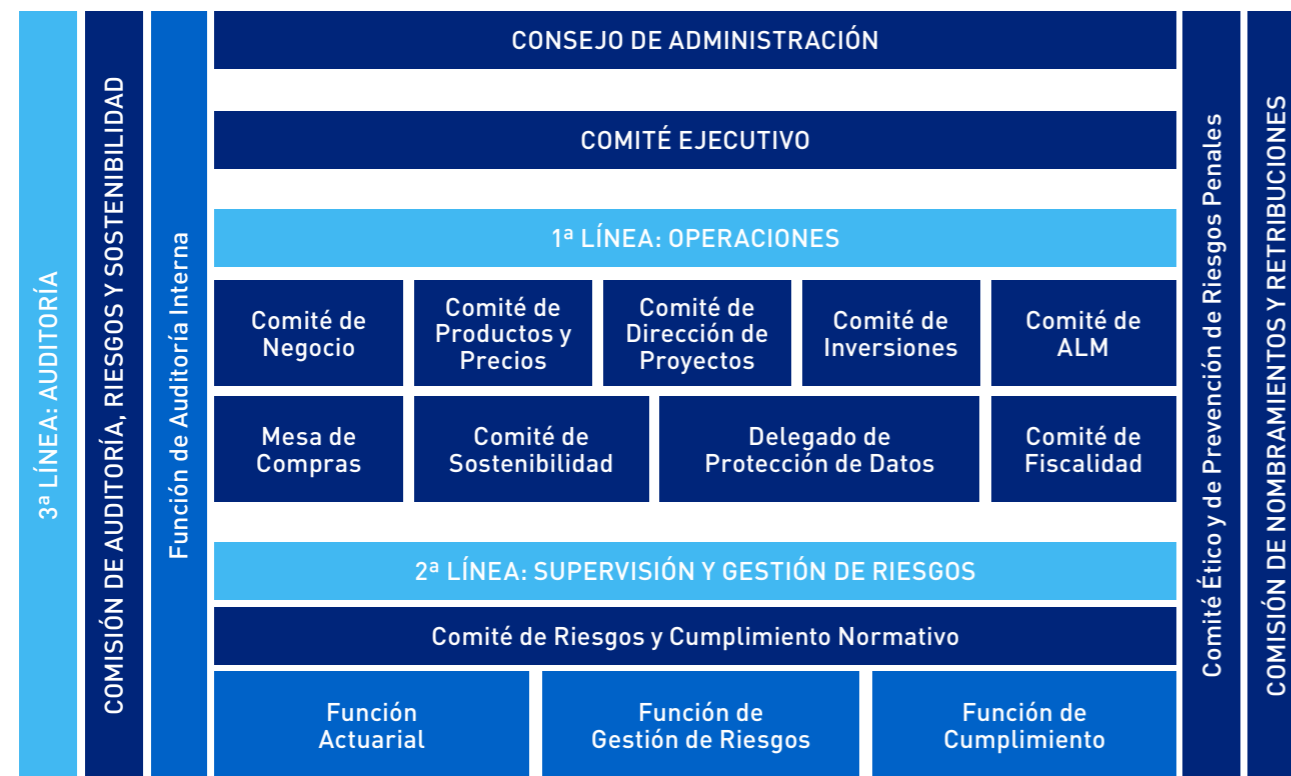 3ª LÍNEA: AUDITORÍA
COMISIÓN DE AUDITORÍA, RIESGOS Y SOSTENIBILIDAD
Función de Auditoría Interna
CONSEJO DE ADMINISTRACIÓN
COMITÉ EJECUTIVO
1ª LÍNEA: OPERACIONES
Comité de
Negocio
Comité de
Productos y
Precios
Comité de
Dirección de
Proyectos
Comité de
Inversiones
Comité de
ALM
Mesa de
Compras
Comité de
Sostenibilidad
Delegado de
Protección de Datos
Comité de
Fiscalidad
2ª LÍNEA: SUPERVISIÓN Y GESTIÓN DE RIESGOS
Comité de Riesgos y Cumplimiento Normativo
Función
Actuarial
Función de
Gestión de Riesgos
Función de
Cumplimiento
Comité Ético y de Prevención de Riesgos Penales
COMISIÓN DE NOMBRAMIENTOS Y RETRIBUCIONES